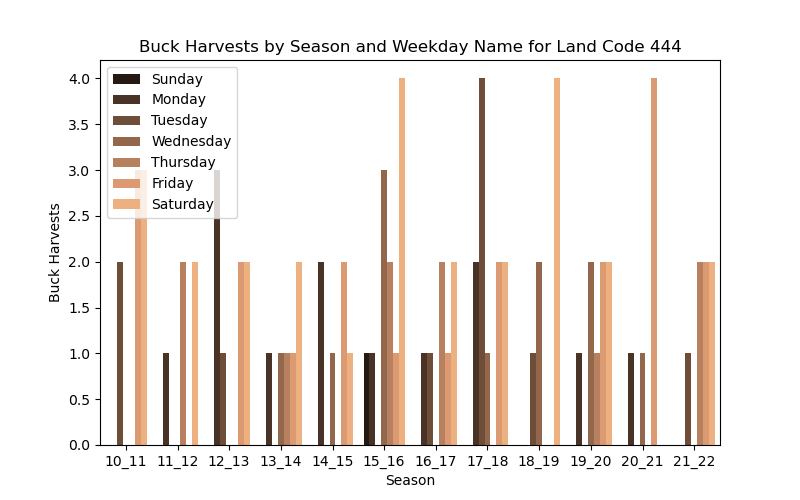 Buck Harvests by Season and Weekday Name for Land Code 444
Buck Harvests
4.0
3.5
3.0
2.5
2.0
1.5
1.0
0.5
0.0
Sunday
Monday
Tuesday
Wednesday
Thursday
Friday
Saturday
10_11 11_12 12_13 13_14 14_15 15_16 16_17 17_18 18_19 19_20 20_21 21_22
Season